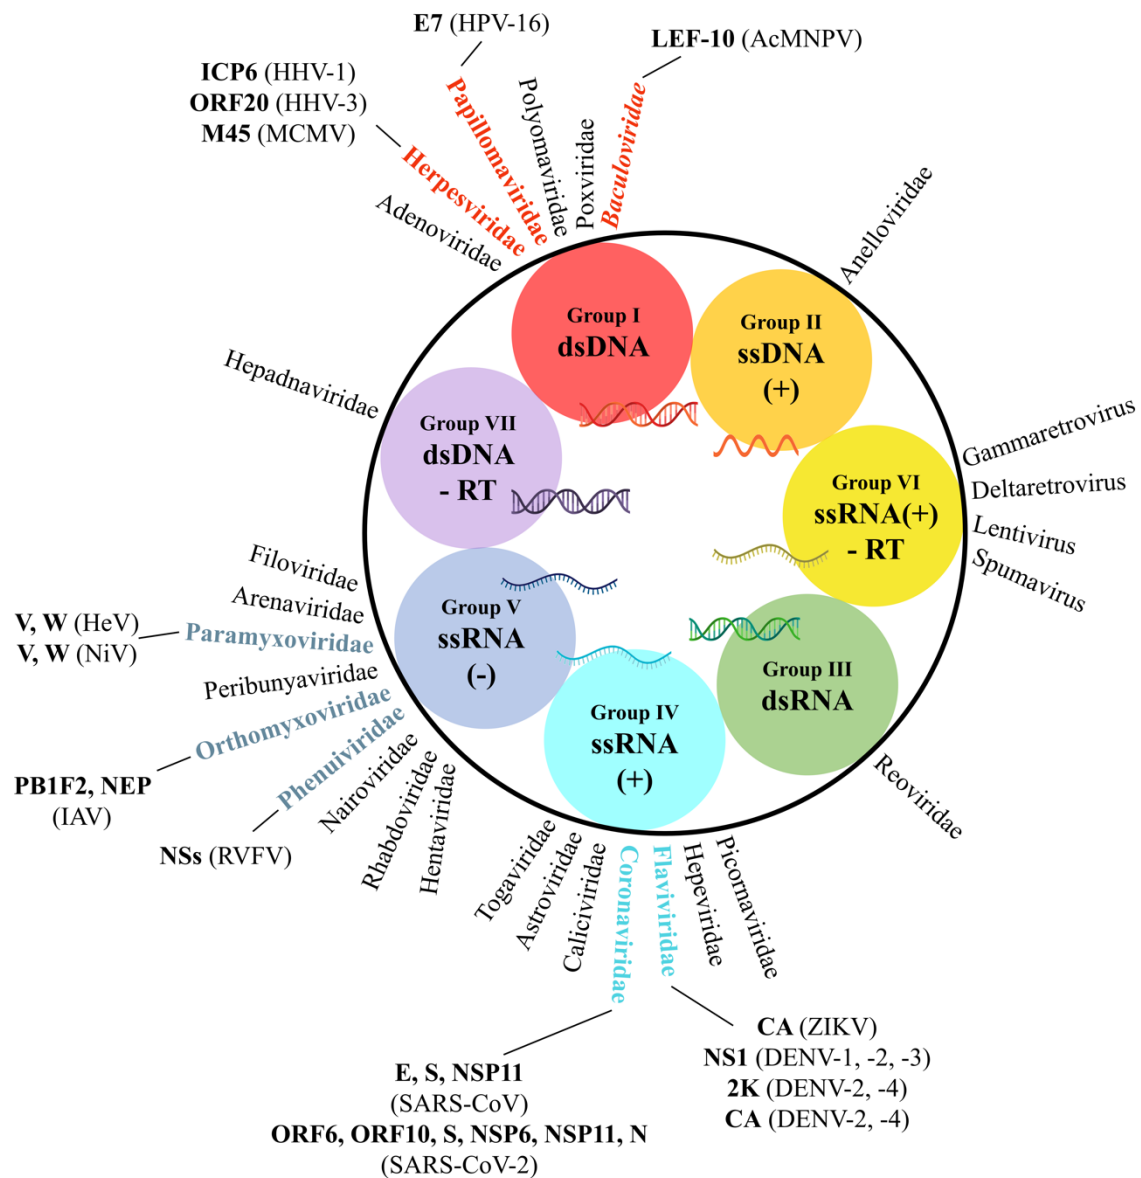 E7 (HPV-16)
LEF-10 (AcMNPV)
ICP6 (HHV-1)
ORF20 (HHV-3)
M45 (MCMV)
Adenoviridae
Herpesviridae
Papillomaviridae
Polyomaviridae
Poxviridae
Baculoviridae
Anelloviridae
Group I
dsDNA
Group II
ssDNA
(+)
Hepadnaviridae
Group VII
dsDNA
- RT
Group VI
ssRNA(+)
- RT
Gammaretrovirus
Deltaretrovirus
Lentivirus
Spumavirus
Filoviridae
Arenaviridae
V, W (HeV)
V, W (NiV)
Paramyxoviridae
Peribunyaviridae
Orthomyxoviridae
PB1F2, NEP
(IAV)
Phenuiviridae
NSs (RVFV)
Nairoviridae
Rhabdoviridae
Hentaviridae
Group V
ssRNA
(-)
Group IV
ssRNA
(+)
Group III
dsRNA
Reoviridae
Togaviridae
Astroviridae
Caliciviridae
Coronaviridae
Flaviviridae
Hepeviridae
Picornaviridae
E, S, NSP11
(SARS-CoV)
ORF6, ORF10, S, NSP6, NSP11, N
(SARS-CoV-2)
CA (ZIKV)
NS1 (DENV-1, -2, -3)
2K (DENV-2, -4)
CA (DENV-2, -4)